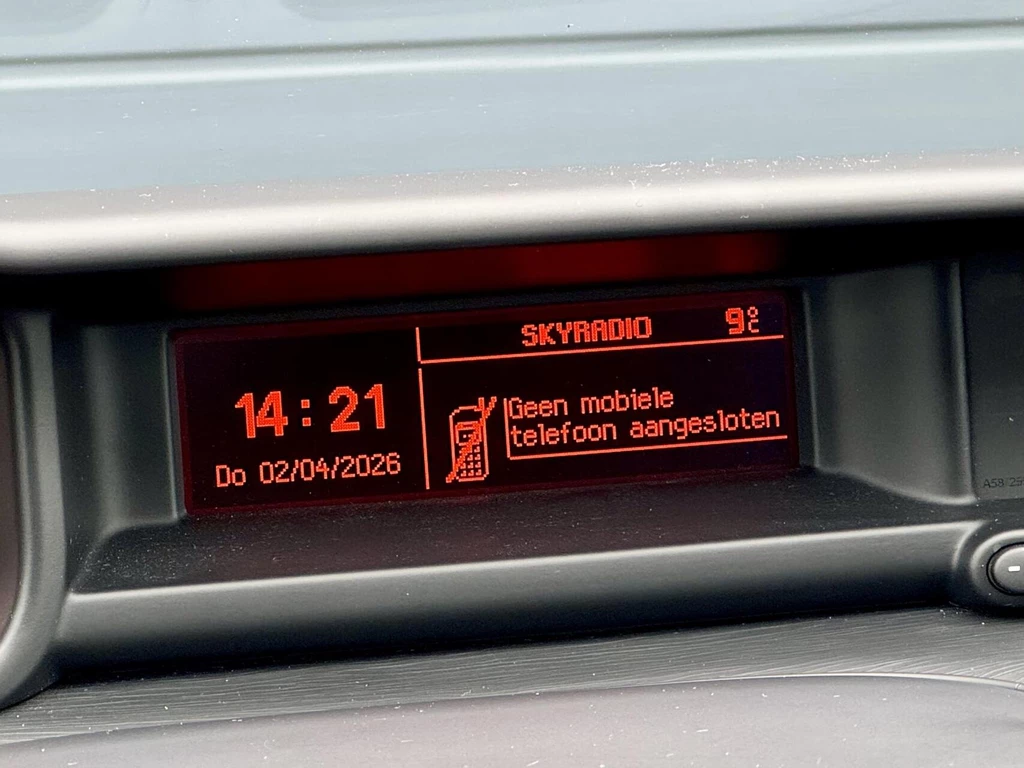 SKYRADIO 9°C
14:21
Do 02/04/2026
Geen mobiele
telefoon aangesloten